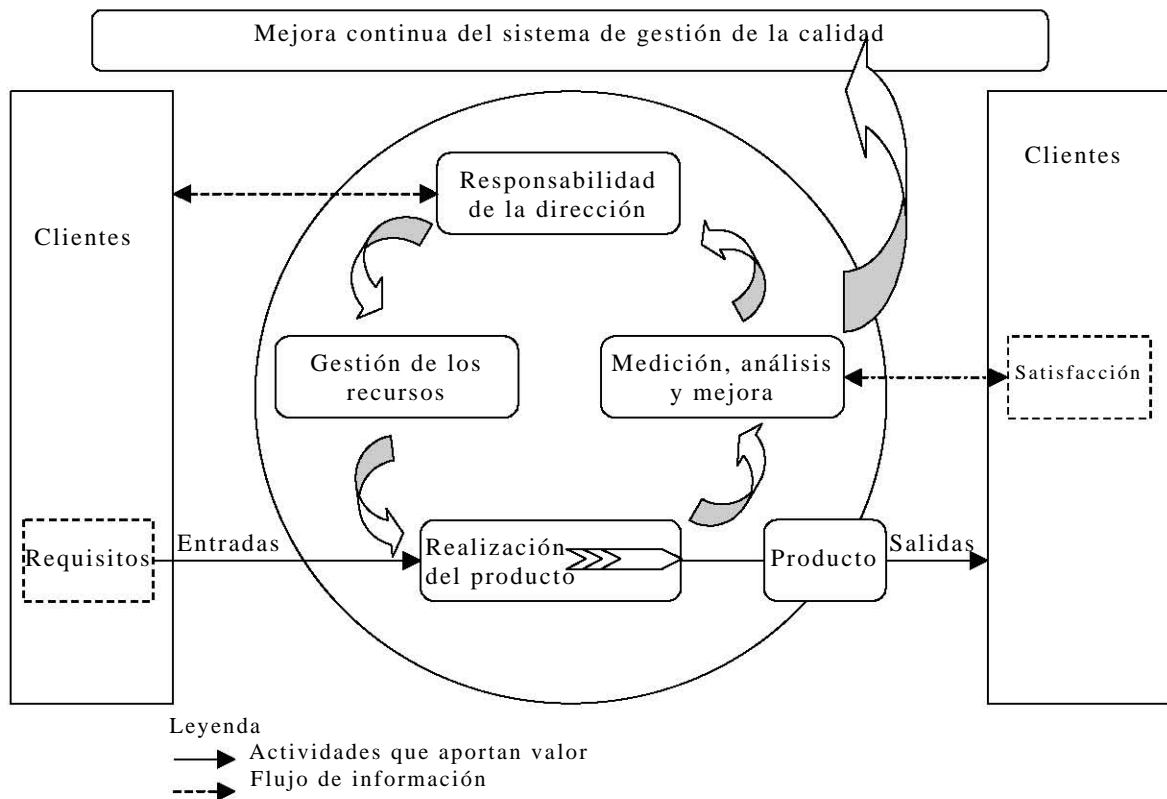 Mejora continua del sistema de gestión de la calidad
Clientes
Responsabilidad
de la dirección
Clientes
Gestión de los
recursos
Medición, análisis
y mejora
Satisfacción
Requisitos
Entradas
Realización
del producto
Producto
Salidas
Leyenda
Actividades que aportan valor
Flujo de información